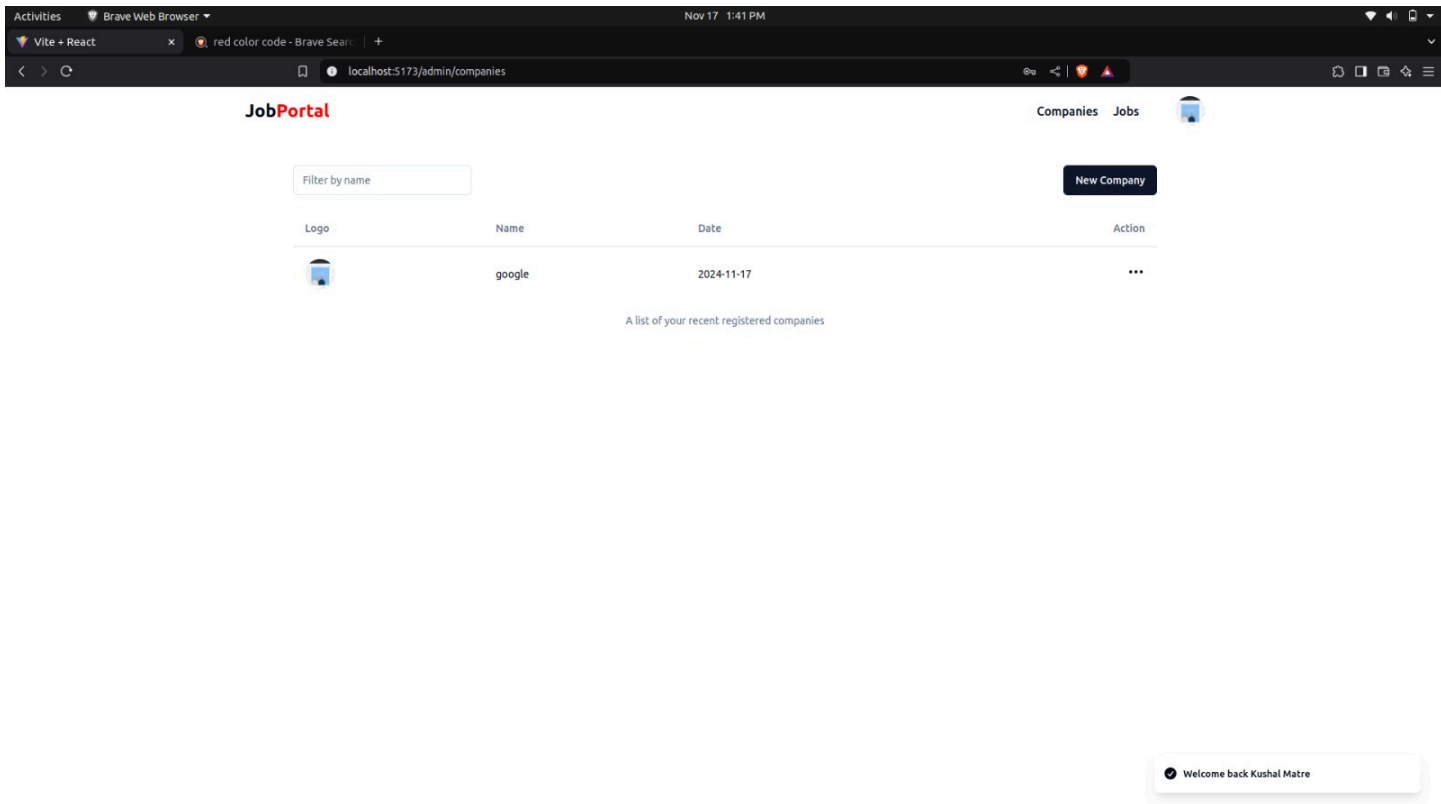 Activities Brave Web Browser Nov 17 1:41 PM
Vite + React red color code - Brave Searc
localhost:5173/admin/companies
JobPortal Companies Jobs
Filter by name New Company
Logo Name Date Action
google 2024-11-17
A list of your recent registered companies
Welcome back Kushal Matre